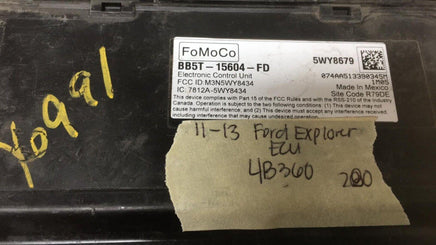 FoMoCo
5WY8679
BB5T-15604-FD
Electronic Control Unit
FCC ID:M3N5WY8434
IC:7812A-5WY8434
074AA5133B0345M
1M05
Made in Mexico
Site Code R79DE
This device complies with Part 15 of the FCC Rules and with RSS-210 of the Industry
Canada. Operation is subject to the following two conditions: (1) This device may not cause
harmful interference, and (2) This device must accept any interference received,
including interference that may cause undesired operation.
11-13 Ford Explorer
ECU
4B360